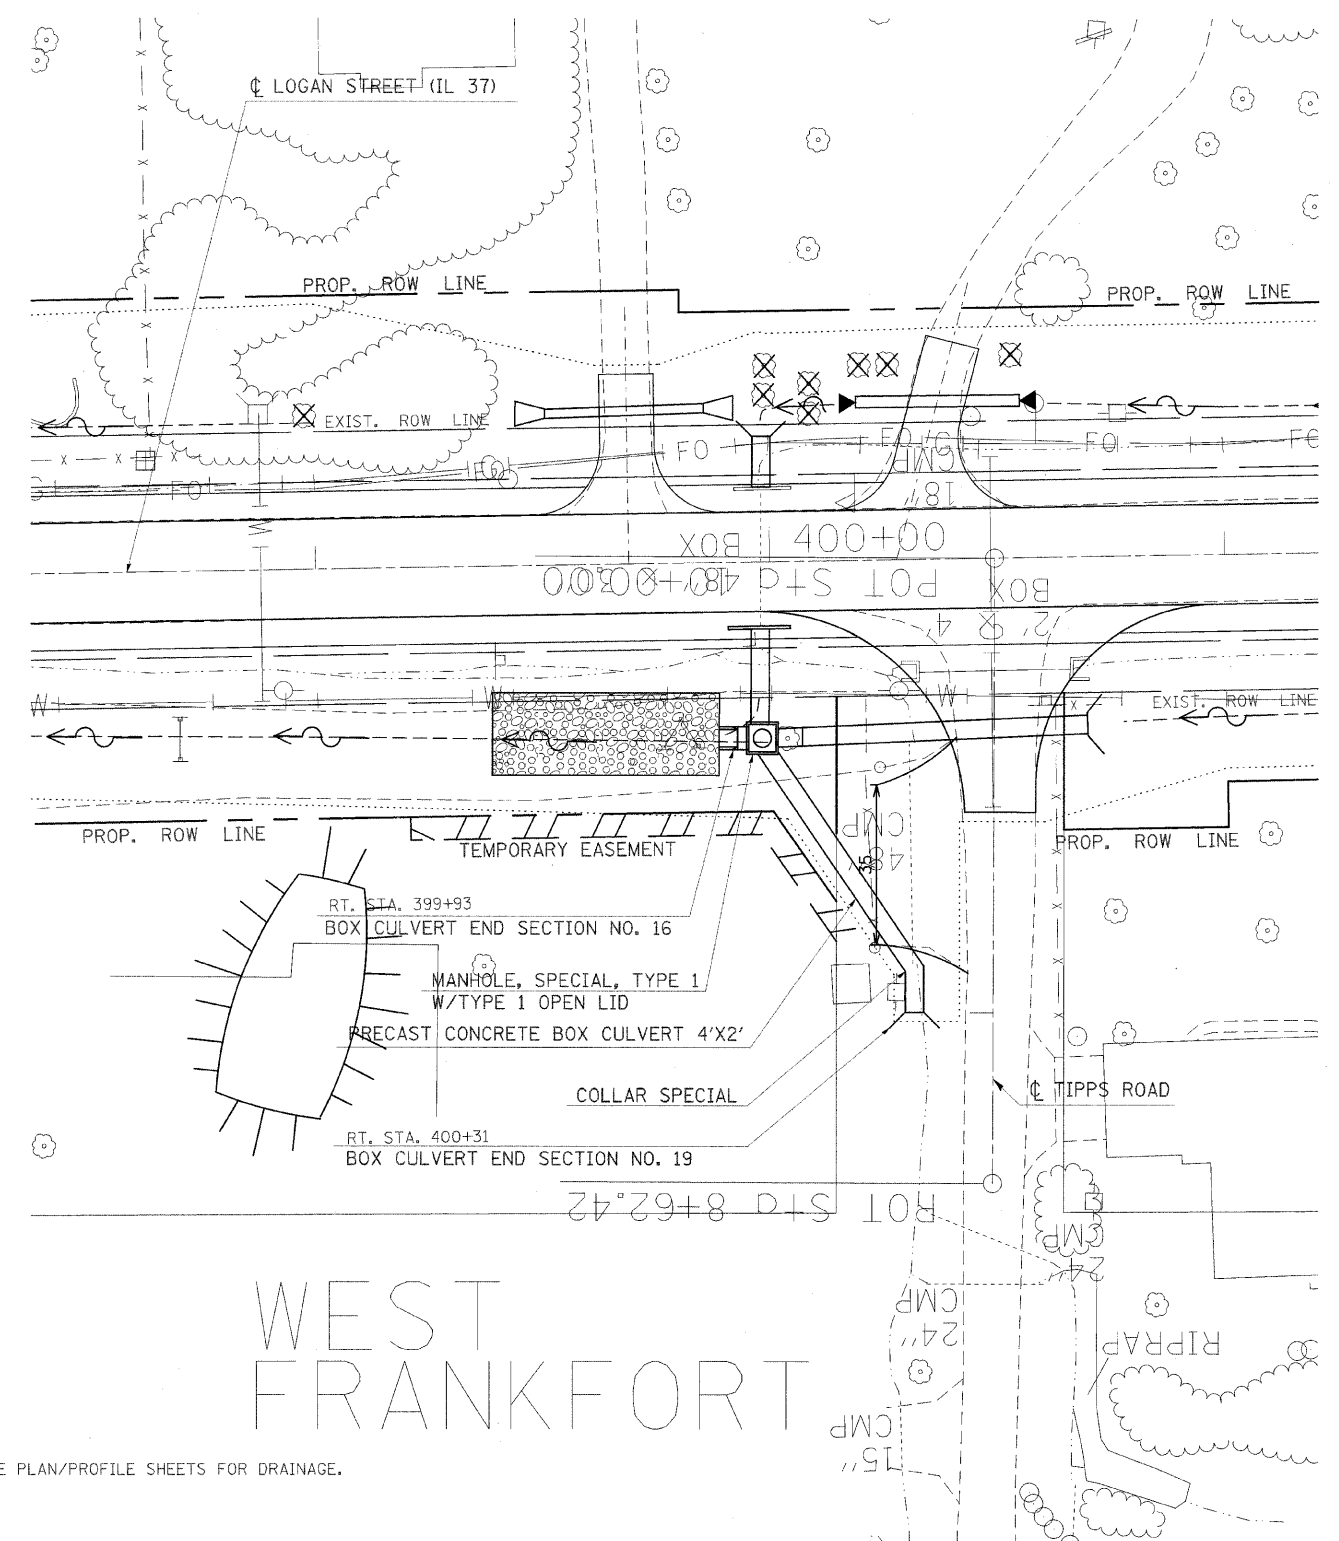 ℄ LOGAN STREET (IL 37)
PROP. ROW LINE
PROP. ROW LINE
EXIST. ROW LINE
FO
FO
FO
FO
FO
CMP
18"
BOX
POT Sta 400+00
BOX
2' X 4'
W
W
W
W
EXIST. ROW LINE
PROP. ROW LINE
TEMPORARY EASEMENT
CMP
48"
35
PROP. ROW LINE
RT. STA. 399+93
BOX CULVERT END SECTION NO. 16
MANHOLE, SPECIAL, TYPE 1
W/TYPE 1 OPEN LID
PRECAST CONCRETE BOX CULVERT 4'X2'
COLLAR SPECIAL
℄ TIPPS ROAD
RT. STA. 400+31
BOX CULVERT END SECTION NO. 19
POT Sta 8+62.42
CMP
24"
CMP
24"
RIPRAP
WEST
FRANKFORT
CMP
15"
PLAN/PROFILE SHEETS FOR DRAINAGE.